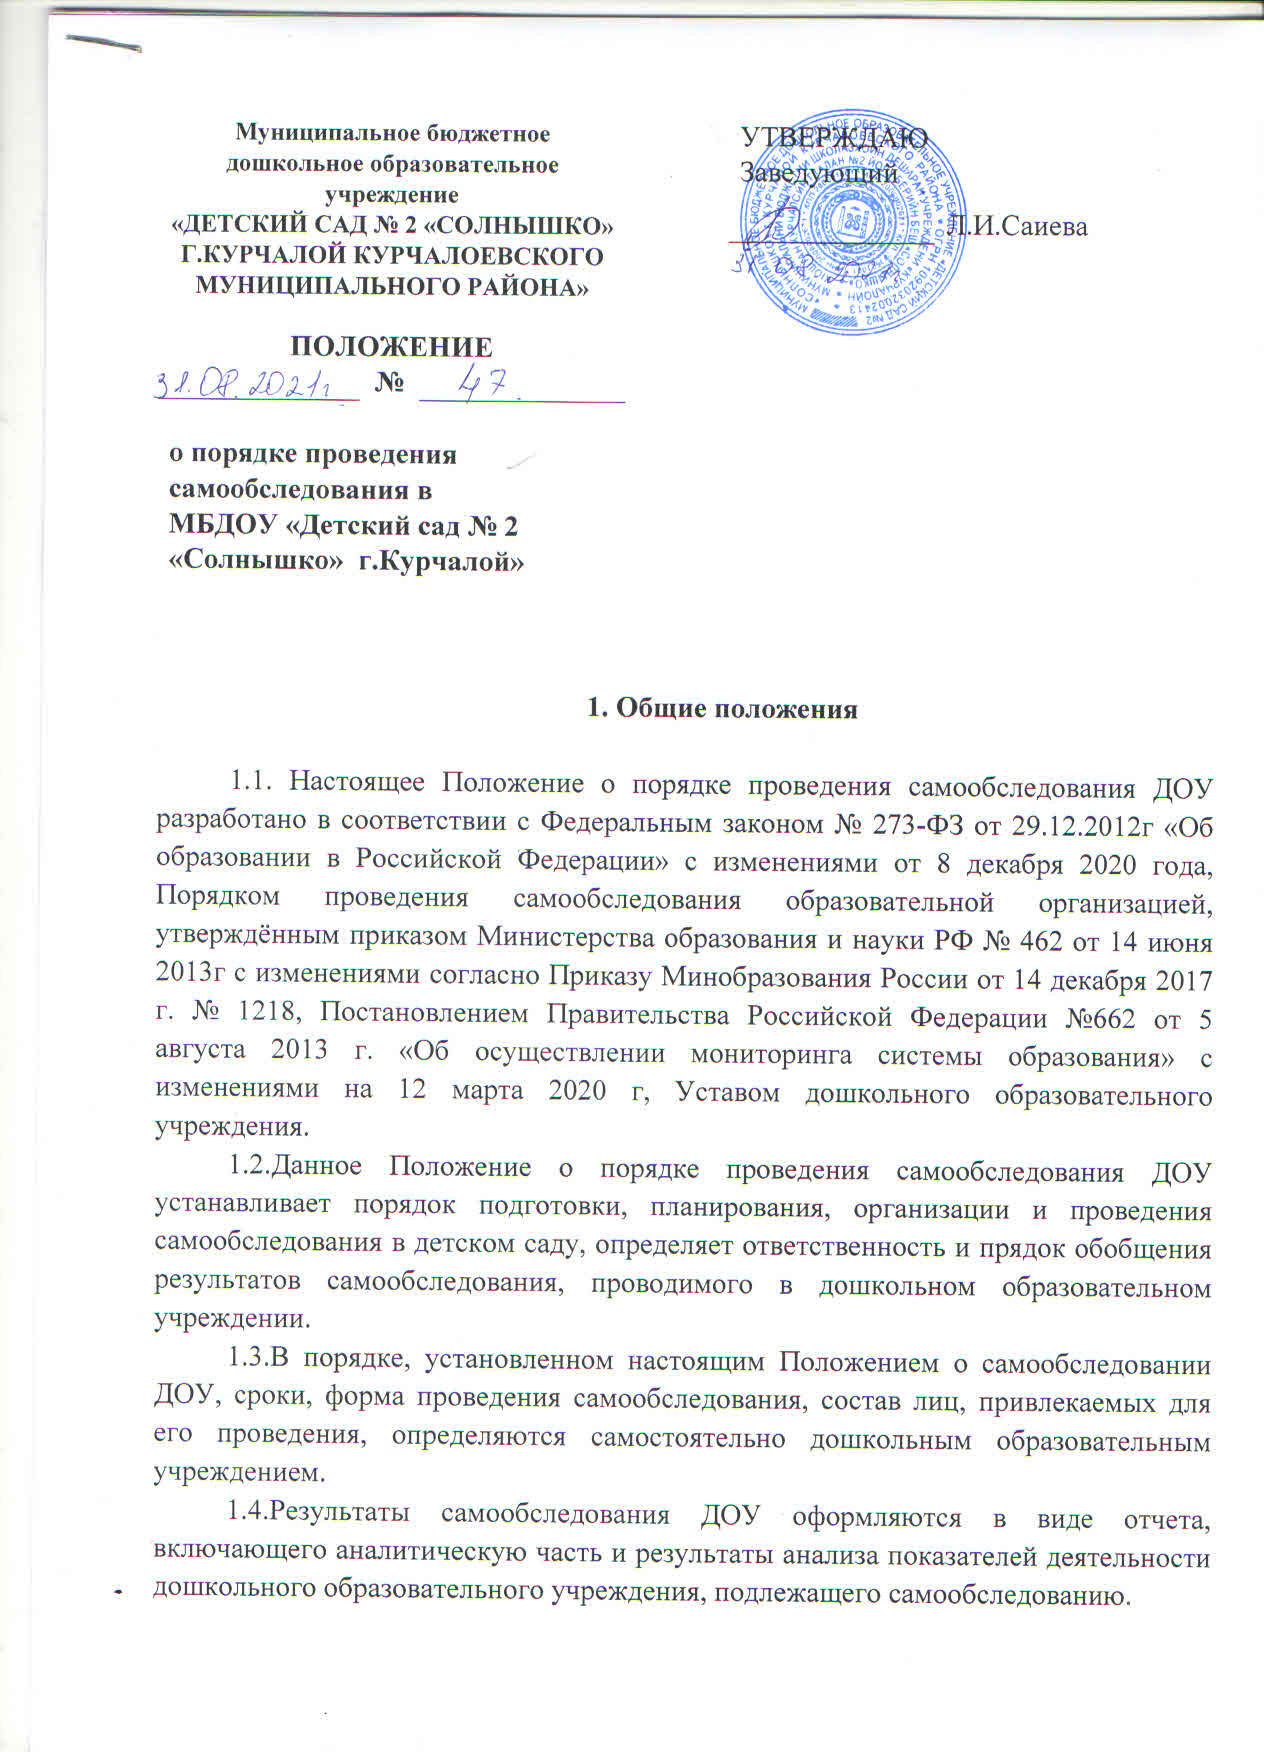 Муниципальное бюджетное
дошкольное образовательное
учреждение
«ДЕТСКИЙ САД № 2 «СОЛНЫШКО»
Г.КУРЧАЛОЙ КУРЧАЛОЕВСКОГО
МУНИЦИПАЛЬНОГО РАЙОНА»
УТВЕРЖДАЮ
Заведующий
Л.И.Саиева
ПОЛОЖЕНИЕ
31.08.2021г № 47.
о порядке проведения
самообследования в
МБДОУ «Детский сад № 2
«Солнышко» г.Курчалой»
1. Общие положения
1.1. Настоящее Положение о порядке проведения самообследования ДОУ
разработано в соответствии с Федеральным законом № 273-ФЗ от 29.12.2012г «Об
образовании в Российской Федерации» с изменениями от 8 декабря 2020 года,
Порядком проведения самообследования образовательной организацией,
утверждённым приказом Министерства образования и науки РФ № 462 от 14 июня
2013г с изменениями согласно Приказу Минобразования России от 14 декабря 2017
г. № 1218, Постановлением Правительства Российской Федерации №662 от 5
августа 2013 г. «Об осуществлении мониторинга системы образования» с
изменениями на 12 марта 2020 г, Уставом дошкольного образовательного
учреждения.
1.2.Данное Положение о порядке проведения самообследования ДОУ
устанавливает порядок подготовки, планирования, организации и проведения
самообследования в детском саду, определяет ответственность и прядок обобщения
результатов самообследования, проводимого в дошкольном образовательном
учреждении.
1.3.В порядке, установленном настоящим Положением о самообследовании
ДОУ, сроки, форма проведения самообследования, состав лиц, привлекаемых для
его проведения, определяются самостоятельно дошкольным образовательным
учреждением.
1.4.Результаты самообследования ДОУ оформляются в виде отчета,
включающего аналитическую часть и результаты анализа показателей деятельности
дошкольного образовательного учреждения, подлежащего самообследованию.